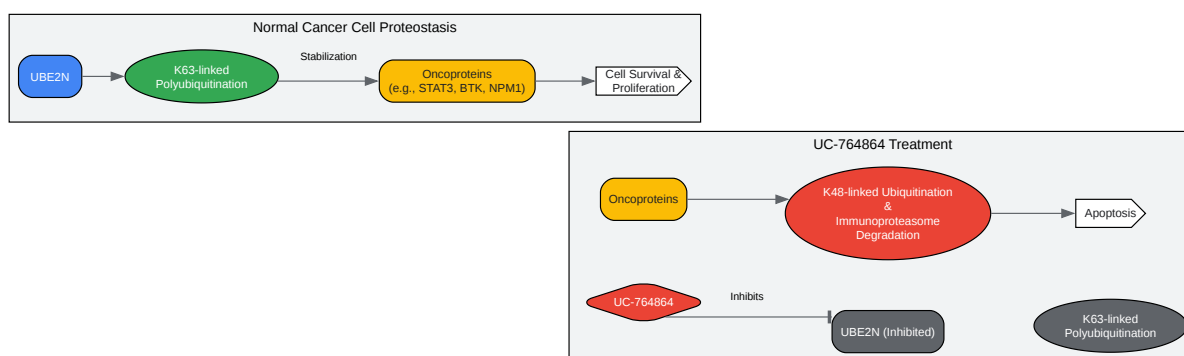 Normal Cancer Cell Proteostasis
UBE2N
K63-linked
Polyubiquitination
Stabilization
Oncoproteins
(e.g., STAT3, BTK, NPM1)
Cell Survival &
Proliferation
UC-764864 Treatment
Oncoproteins
K48-linked Ubiquitination
&
Immunoproteasome
Degradation
Apoptosis
UC-764864
Inhibits
UBE2N (Inhibited)
K63-linked
Polyubiquitination